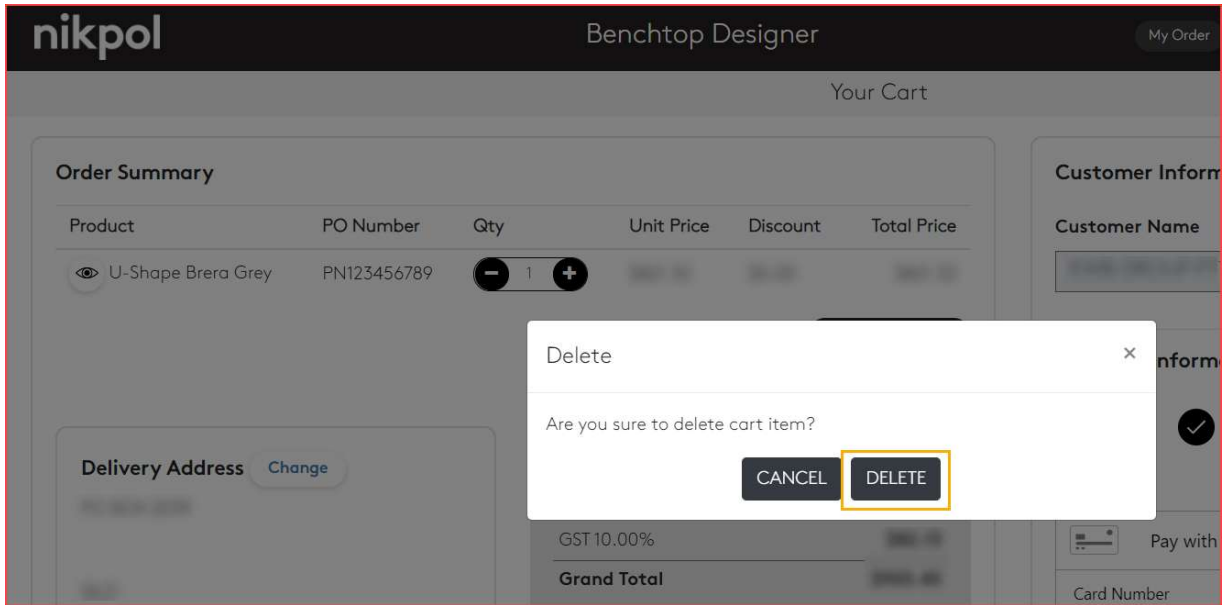 nikpol
Benchtop Designer
My Order
Your Cart
Order Summary
Product PO Number Qty Unit Price Discount Total Price
U-Shape Brera Grey PN123456789 1
Customer Inform
Customer Name
Delete ×
nforma
Are you sure to delete cart item?
CANCEL DELETE
Delivery Address Change
GST 10.00%
Grand Total
Pay with
Card Number